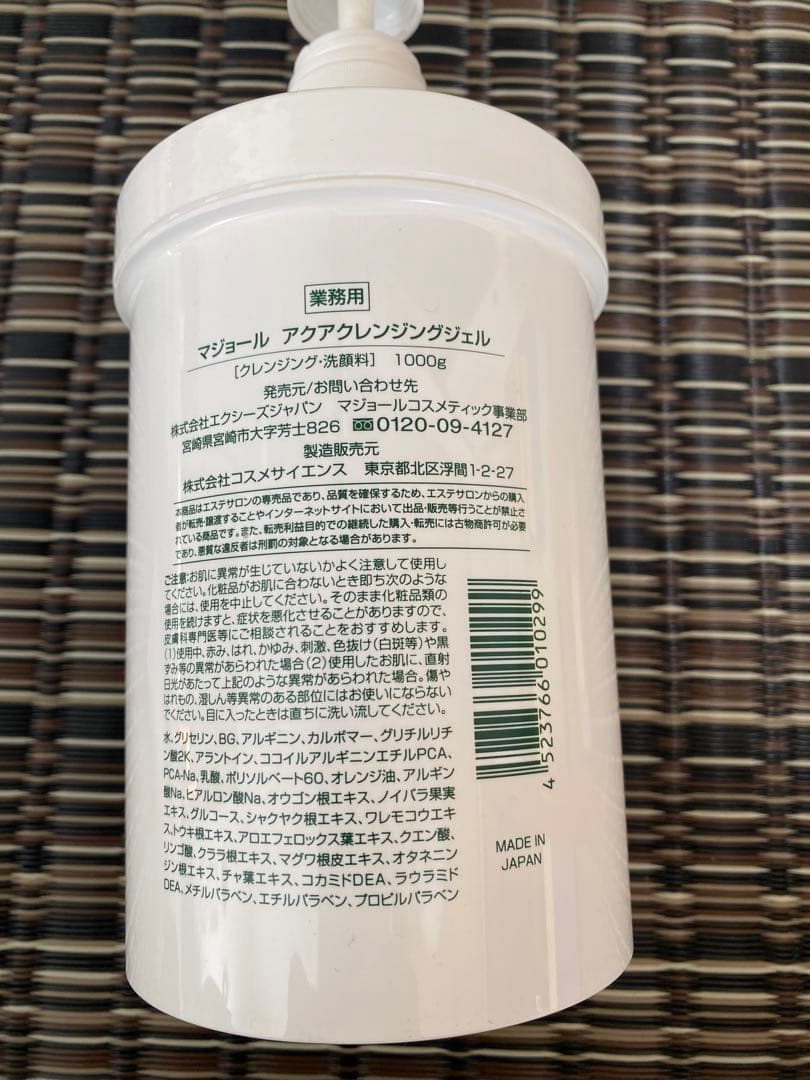 業務用
マジョール アクアクレンジングジェル
［クレンジング・洗顔料］ 1000g
発売元/お問い合わせ先
株式会社エクシーズジャパン マジョールコスメティック事業部
宮崎県宮崎市大字芳士826 0120-09-4127
製造販売元
株式会社コスメサイエンス 東京都北区浮間1-2-27
本商品はエステサロンの専売品であり、品質を確保するため、エステサロンからの購入
者が転売・譲渡することやインターネットサイトにおいて出品・販売等行うことが禁止さ
れている商品です。また、転売利益目的での継続した購入・転売には古物商許可が必要
であり、悪質な違反者は刑罰の対象となる場合があります。
ご注意:お肌に異常が生じていないかよく注意して使用し
てください。化粧品がお肌に合わないとき即ち次のような
場合には、使用を中止してください。そのまま化粧品類の
使用を続けますと、症状を悪化させることがありますので、
皮膚科専門医等にご相談されることをおすすめします。
(1)使用中、赤み、はれ、かゆみ、刺激、色抜け(白斑等)や黒
ずみ等の異常があらわれた場合(2)使用したお肌に、直射
日光があたって上記のような異常があらわれた場合。傷や
はれもの、湿しん等異常のある部位にはお使いにならない
でください。目に入ったときは直ちに洗い流してください。
水、グリセリン、BG、アルギニン、カルボマー、グリチルリチ
ン酸2K、アラントイン、ココイルアルギニンエチルPCA、
PCA-Na、乳酸、ポリソルベート60、オレンジ油、アルギン
酸Na、ヒアルロン酸Na、オウゴン根エキス、ノイバラ果実
エキス、グルコース、シャクヤク根エキス、ワレモコウエキ
ス、トウキ根エキス、アロエフェロックス葉エキス、クエン酸、
リンゴ酸、クララ根エキス、マグワ根皮エキス、オタネニン
ジン根エキス、チャ葉エキス、コカミドDEA、ラウラミド
DEA、メチルパラベン、エチルパラベン、プロピルパラベン
4 523766 010299
MADE IN
JAPAN